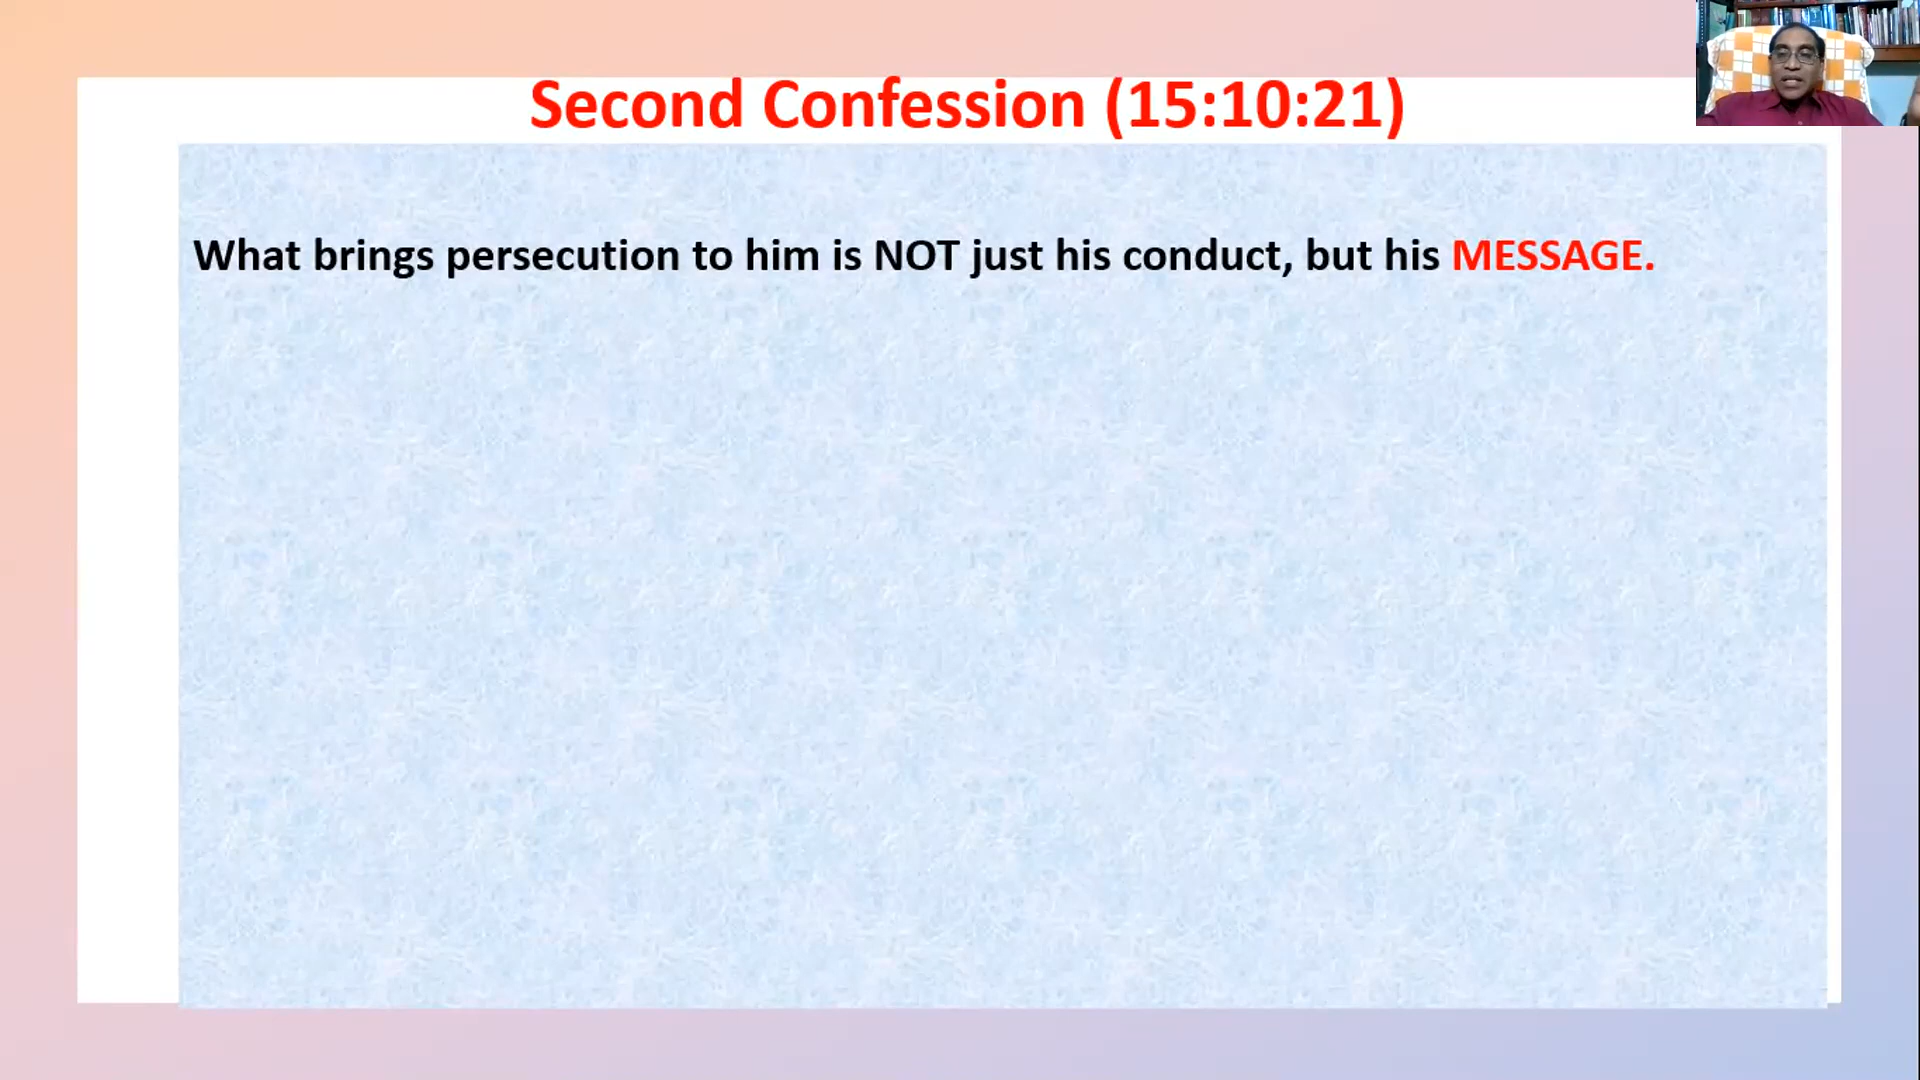 Second Confession (15:10:21)
What brings persecution to him is NOT just his conduct, but his MESSAGE.